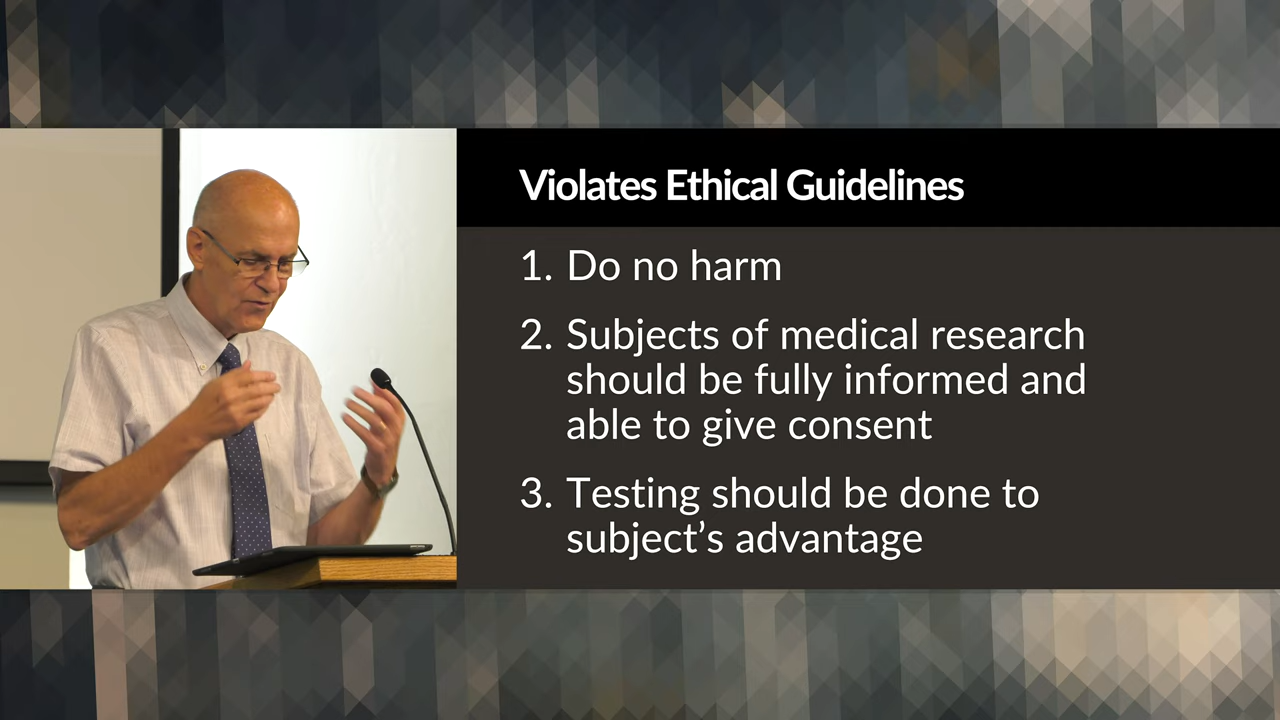 Violates Ethical Guidelines
1. Do no harm
2. Subjects of medical research
should be fully informed and
able to give consent
3. Testing should be done to
subject’s advantage